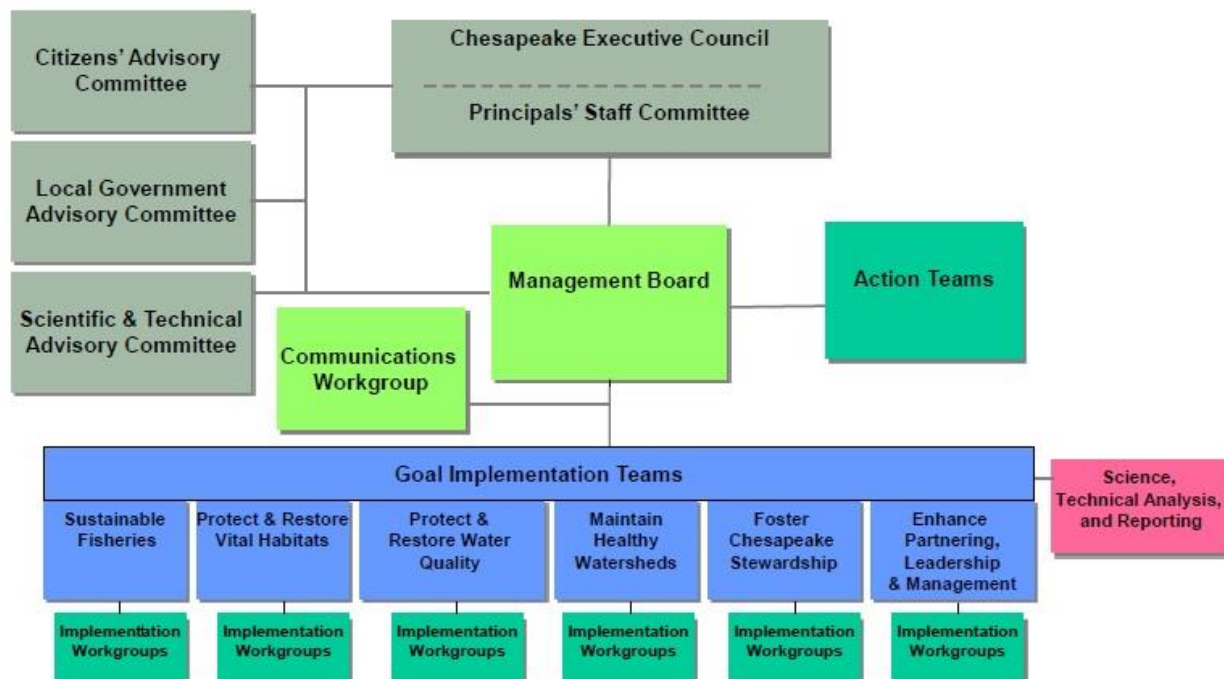 Citizens' Advisory
Committee
Chesapeake Executive Council
Principals' Staff Committee
Local Government
Advisory Committee
Scientific & Technical
Advisory Committee
Management Board
Action Teams
Communications
Workgroup
Goal Implementation Teams
Science,
Technical Analysis,
and Reporting
Sustainable
Fisheries
Protect & Restore
Vital Habitats
Protect &
Restore Water
Quality
Maintain
Healthy
Watersheds
Foster
Chesapeake
Stewardship
Enhance
Partnering,
Leadership
& Management
Implementation
Workgroups
Implementation
Workgroups
Implementation
Workgroups
Implementation
Workgroups
Implementation
Workgroups
Implementation
Workgroups